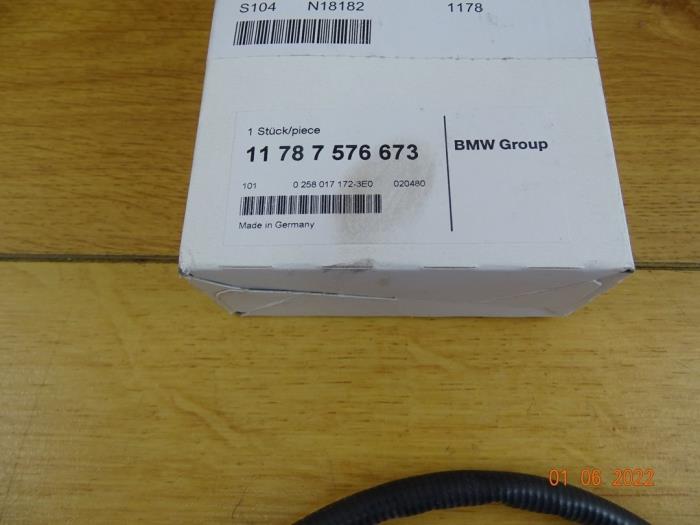 S104 N18182 1178
1 Stück/piece
11 78 7 576 673
BMW Group
101 0 258 017 172-3E0 020480
Made in Germany
01 06 2022